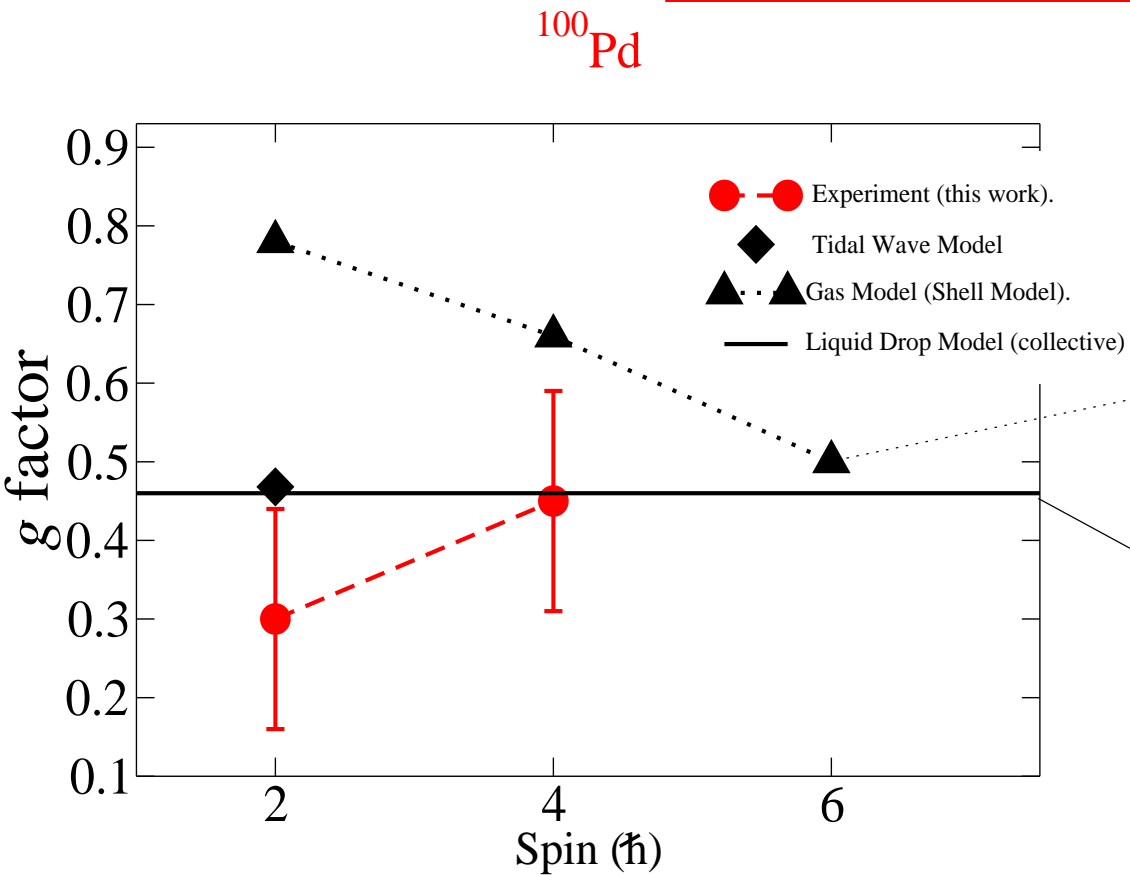 ¹⁰⁰Pd
0.9
0.8
0.7
0.6
0.5
0.4
0.3
0.2
0.1
g factor
Experiment (this work).
Tidal Wave Model
Gas Model (Shell Model).
Liquid Drop Model (collective)
2 4 6
Spin (ħ)